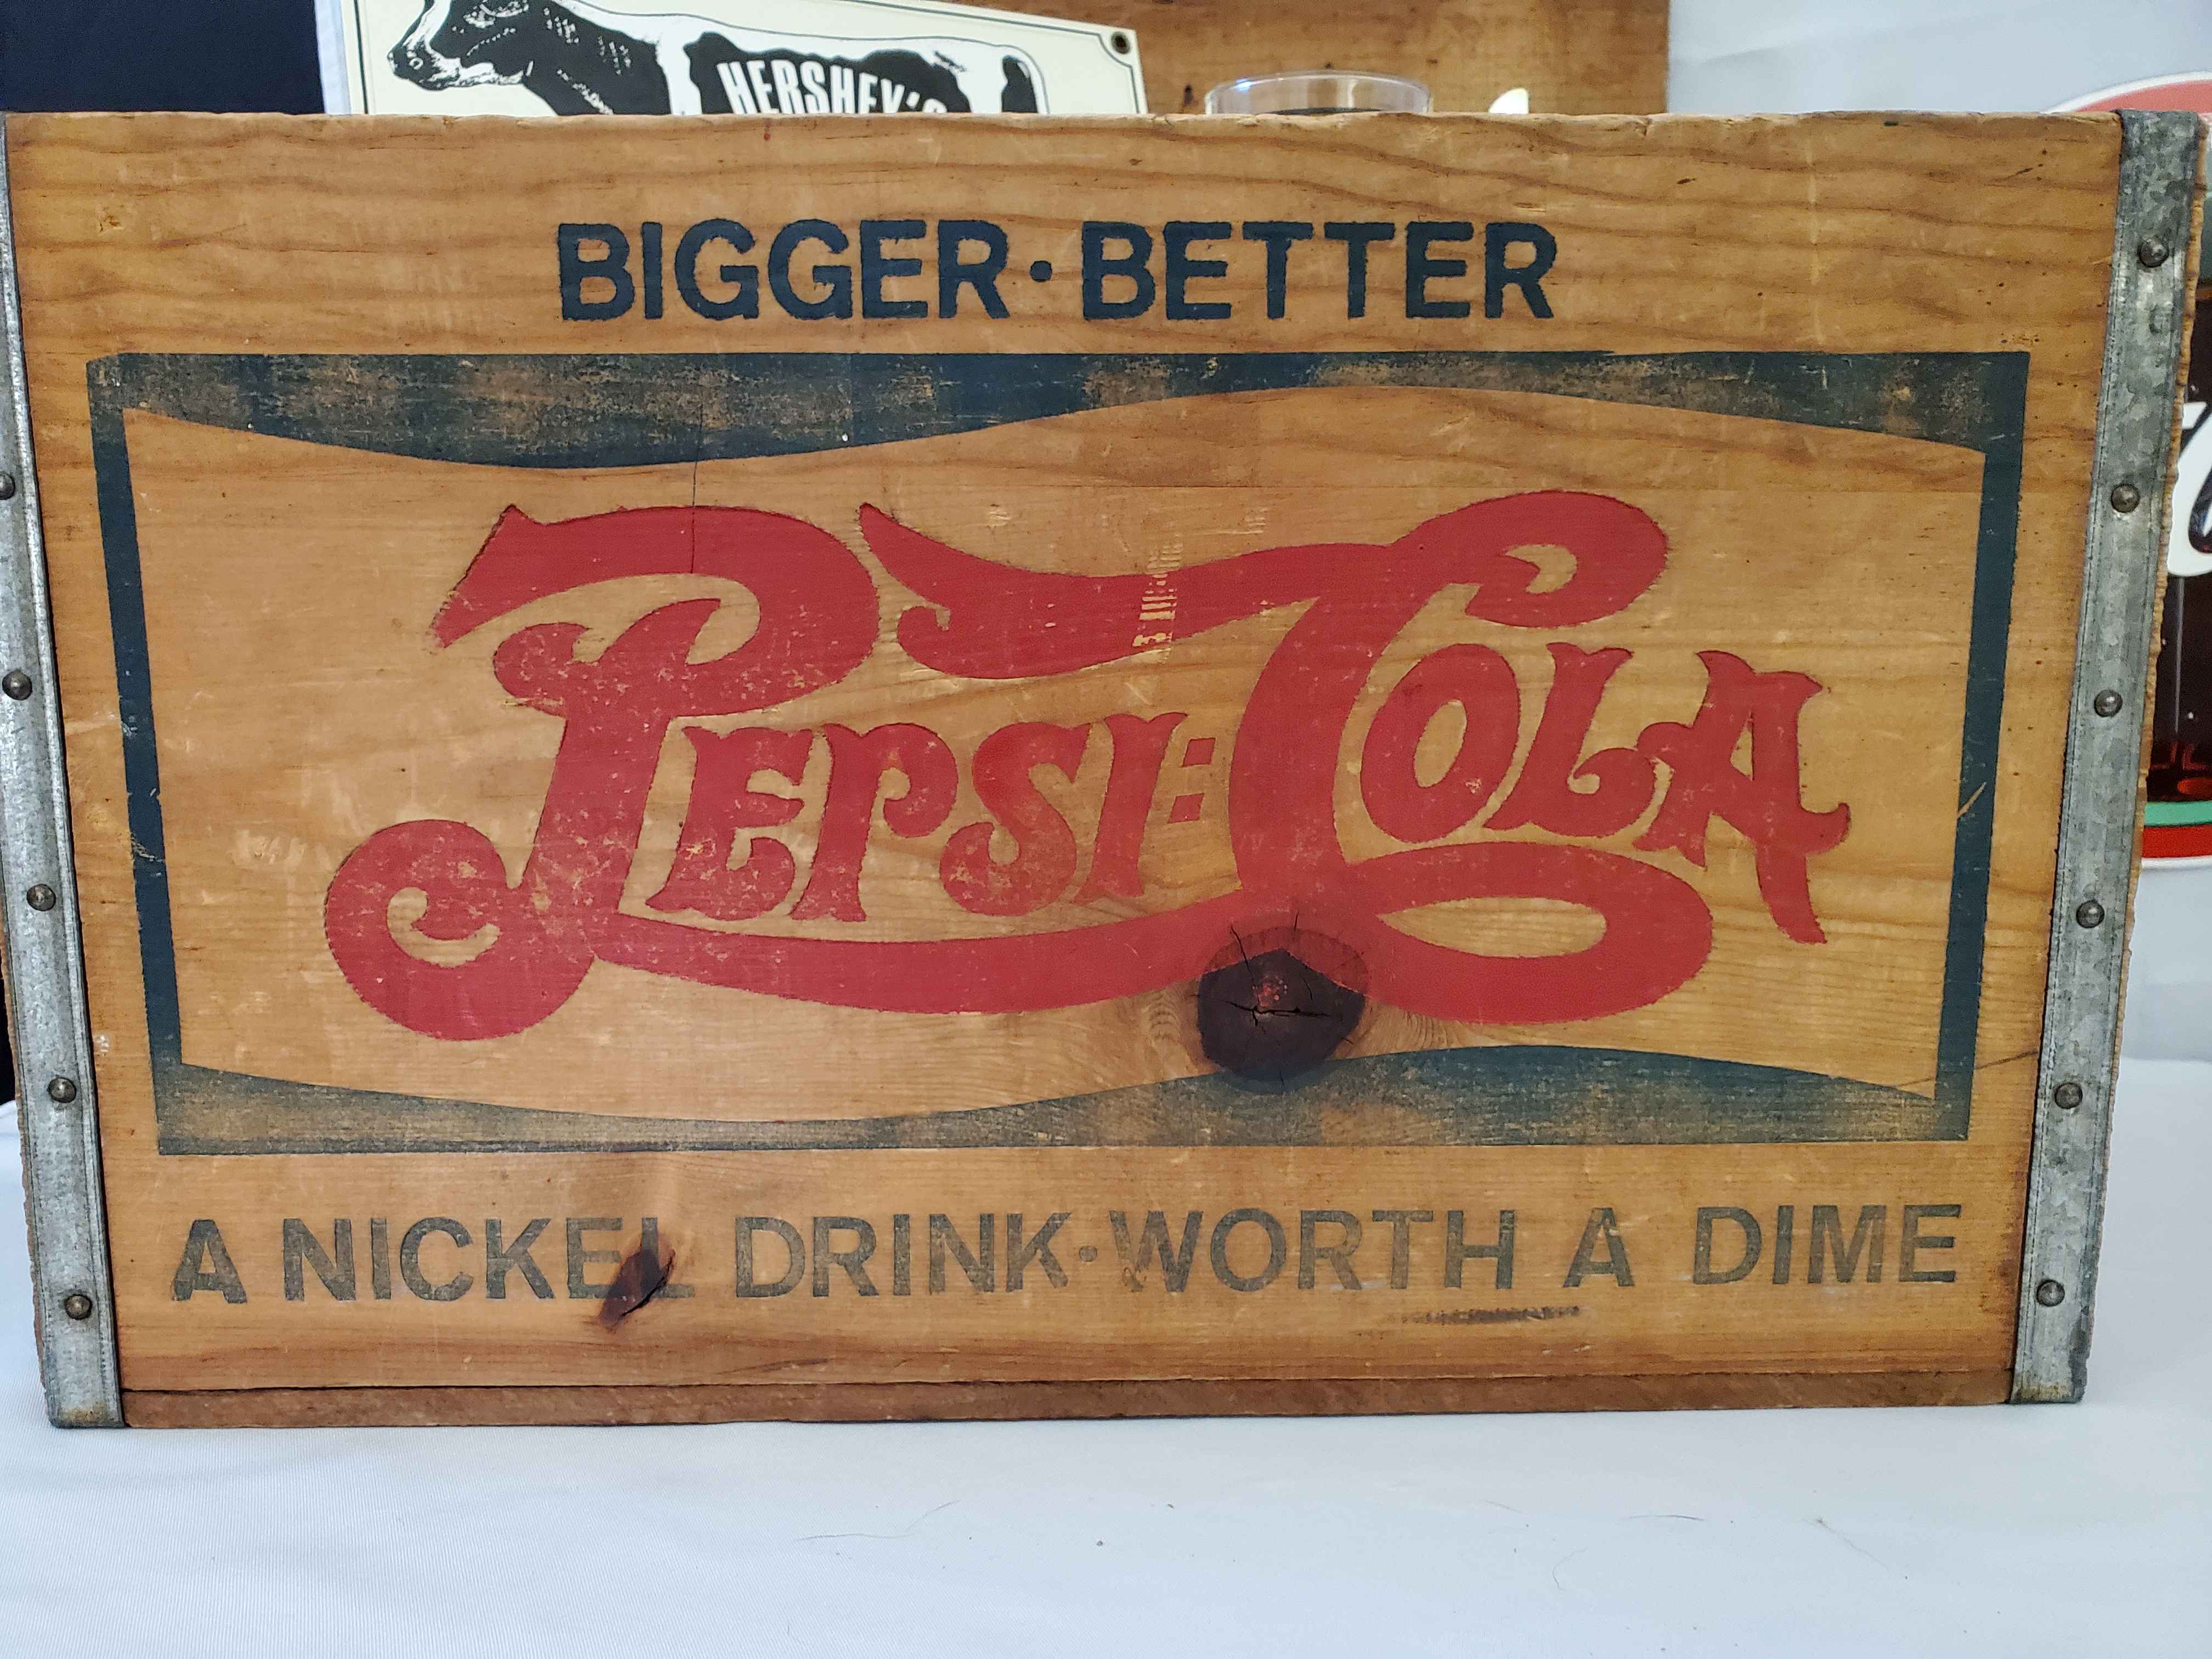 HERSHEY'S
BIGGER·BETTER
PEPSI:COLA
A NICKEL DRINK·WORTH A DIME